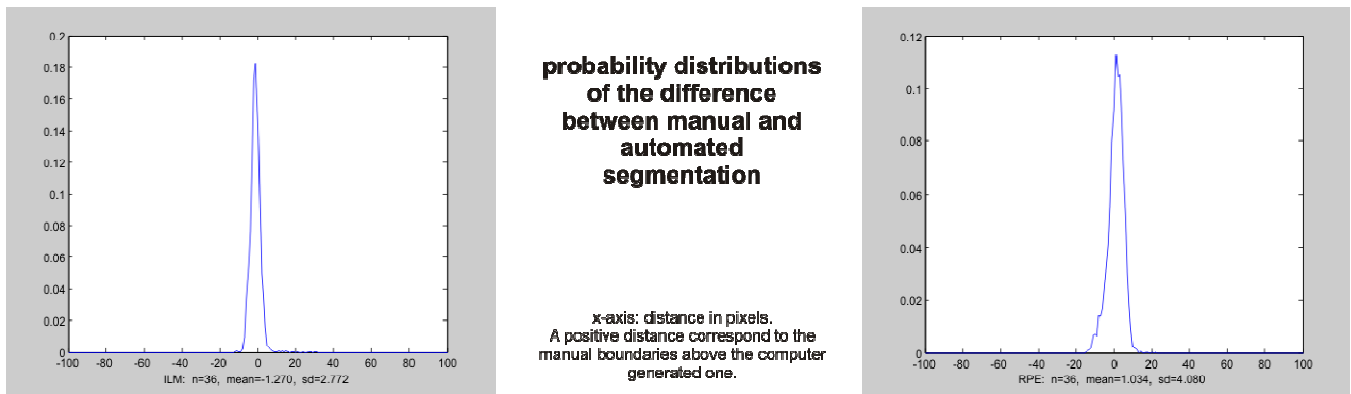 0.2
0.18
0.16
0.14
0.12
0.1
0.08
0.06
0.04
0.02
0
-100 -80 -60 -40 -20 0 20 40 60 80 100
ILM: n=36, mean=-1.270, sd=2.772
probability distributions
of the difference
between manual and
automated
segmentation
x-axis: distance in pixels.
A positive distance correspond to the
manual boundaries above the computer
generated one.
0.12
0.1
0.08
0.06
0.04
0.02
0
-100 -80 -60 -40 -20 0 20 40 60 80 100
RPE: n=36, mean=1.034, sd=4.080